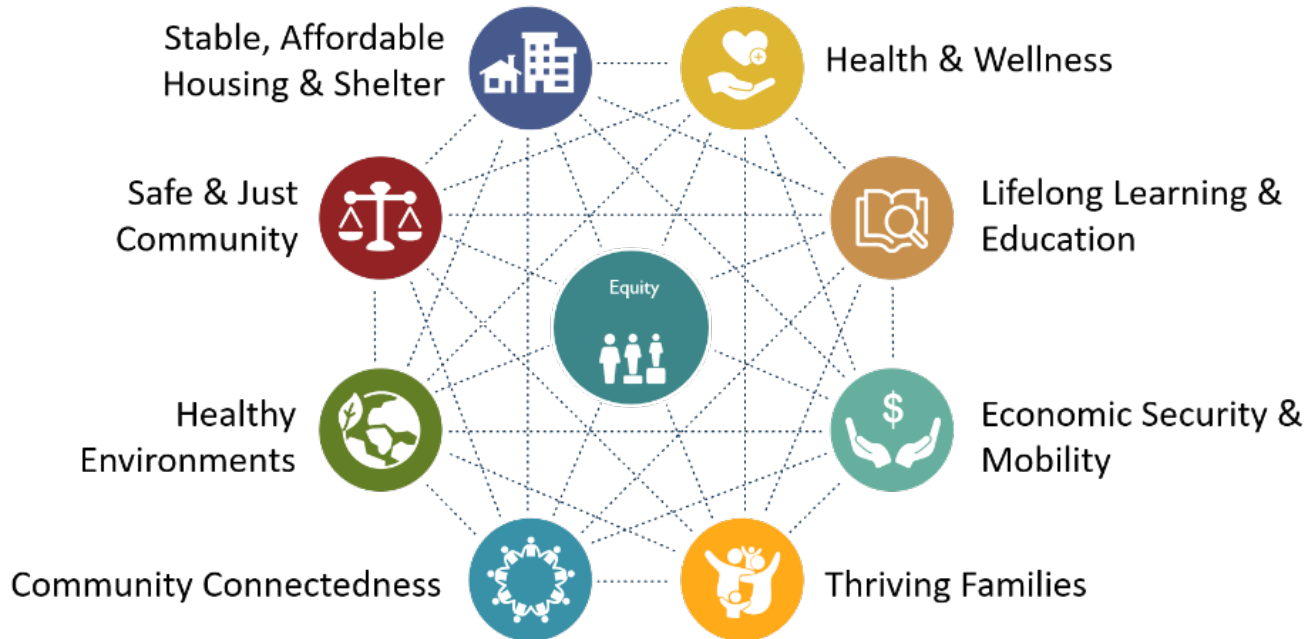 Stable, Affordable
Housing & Shelter
Health & Wellness
Safe & Just
Community
Lifelong Learning &
Education
Equity
Healthy
Environments
$
Economic Security &
Mobility
Community Connectedness
Thriving Families